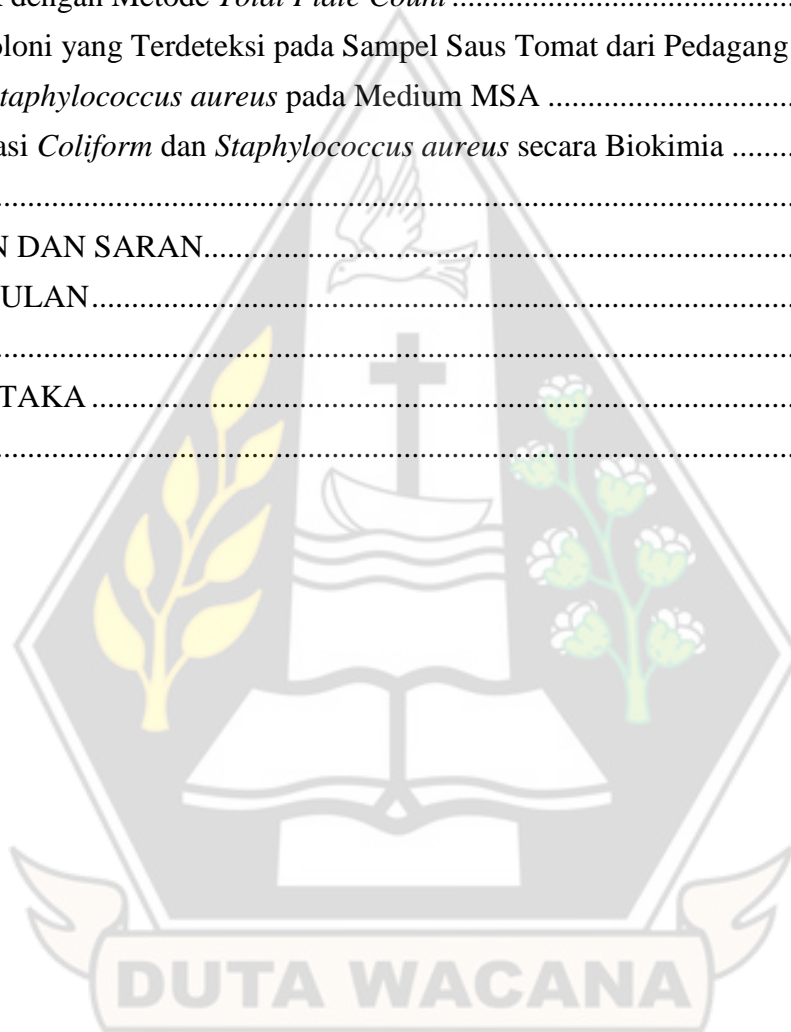 dengan Metode Total Plate Count ....................................................
oloni yang Terdeteksi pada Sampel Saus Tomat dari Pedagang
taphylococcus aureus pada Medium MSA ........................................
asi Coliform dan Staphylococcus aureus secara Biokimia ........
................................................................................................................
N DAN SARAN..........................................................................................
ULAN..........................................................................................................
................................................................................................................
TAKA ..........................................................................................................
................................................................................................................
DUTA WACANA